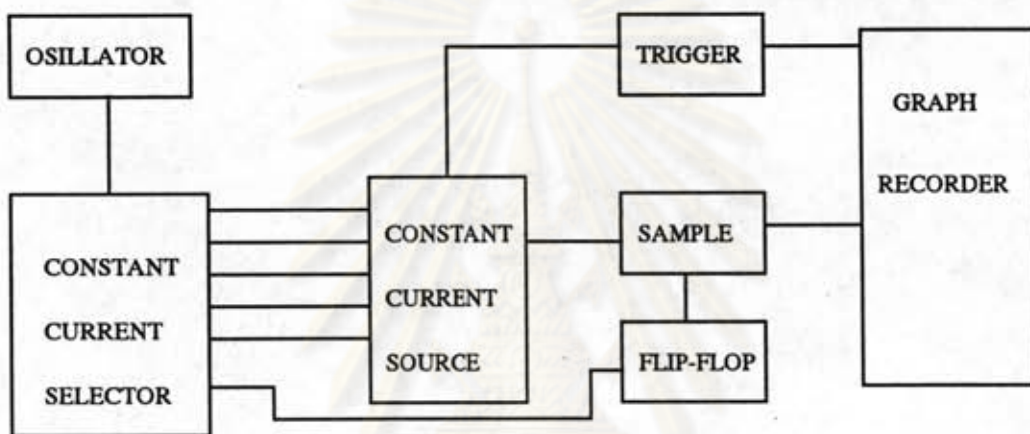 OSILLATOR
TRIGGER
GRAPH
RECORDER
CONSTANT
CURRENT
SELECTOR
CONSTANT
CURRENT
SOURCE
SAMPLE
FLIP-FLOP